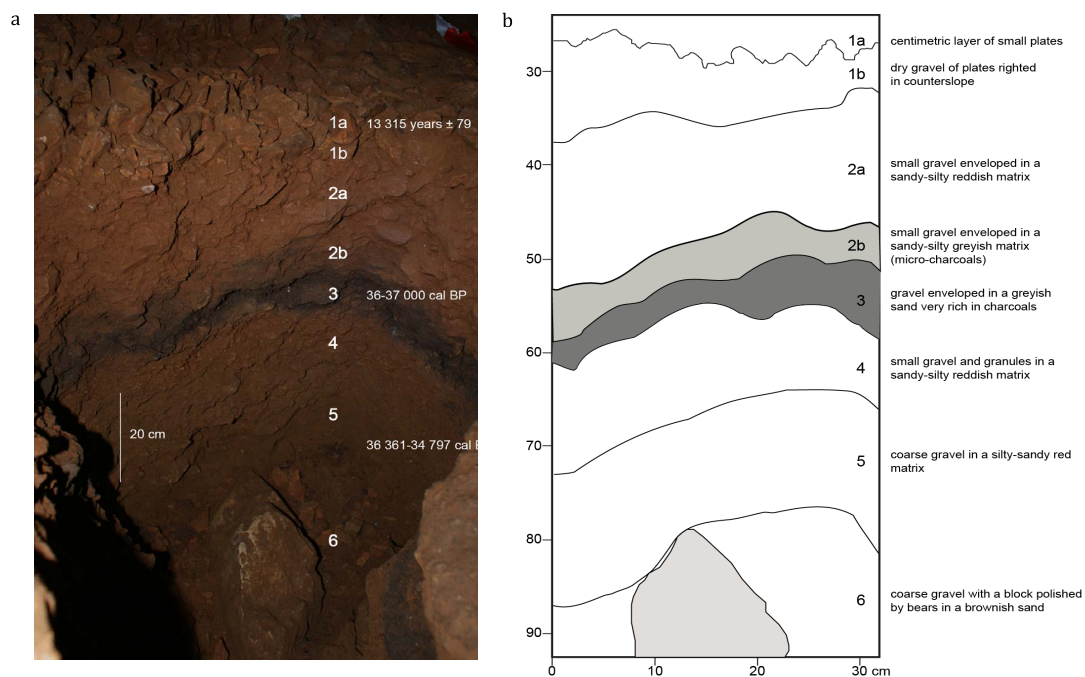 a
1a 13 315 years ± 79
1b
2a
2b
3 36-37 000 cal BP
4
5
20 cm
36 361-34 797 cal
6
b
30
40
50
60
70
80
90
0 10 20 30 cm
1a
1b
2a
2b
3
4
5
6
centimetric layer of small plates
dry gravel of plates righted
in counterslope
small gravel enveloped in a
sandy-silty reddish matrix
small gravel enveloped in a
sandy-silty greyish matrix
(micro-charcoals)
gravel enveloped in a greyish
sand very rich in charcoals
small gravel and granules in a
sandy-silty reddish matrix
coarse gravel in a silty-sandy red
matrix
coarse gravel with a block polished
by bears in a brownish sand